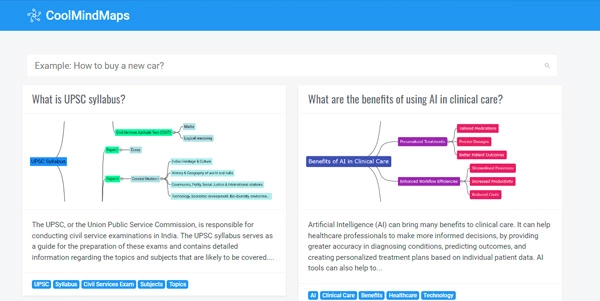 CoolMindMaps
Example: How to buy a new car?
What is UPSC syllabus?
UPSC Syllabus
Civil Services Aptitude Test (CSAT)
Maths
Logical reasoning
Essay
General Studies
Indian Heritage & Culture
History & Geography of world and India
Governance, Polity, Social, Justice & International relations
Technology, Economic development, Bio-diversity, environme...
The UPSC, or the Union Public Service Commission, is responsible for
conducting civil service examinations in India. The UPSC syllabus serves as
a guide for the preparation of these exams and contains detailed
information regarding the topics and subjects that are likely to be covered....
UPSC Syllabus Civil Services Exam Subjects Topics
What are the benefits of using AI in clinical care?
Benefits of AI in Clinical Care
Personalized Treatments
Tailored Medications
Precise Dosages
Better Patient Outcomes
Enhanced Workflow Efficiencies
Streamlined Processes
Increased Productivity
Reduced Costs
Artificial Intelligence (AI) can bring many benefits to clinical care. It can help
healthcare professionals to make more informed decisions, by providing
greater accuracy in diagnosing conditions, predicting outcomes, and
creating personalized treatment plans based on individual patient data. AI
tools can also help to...
AI Clinical Care Benefits Healthcare Technology